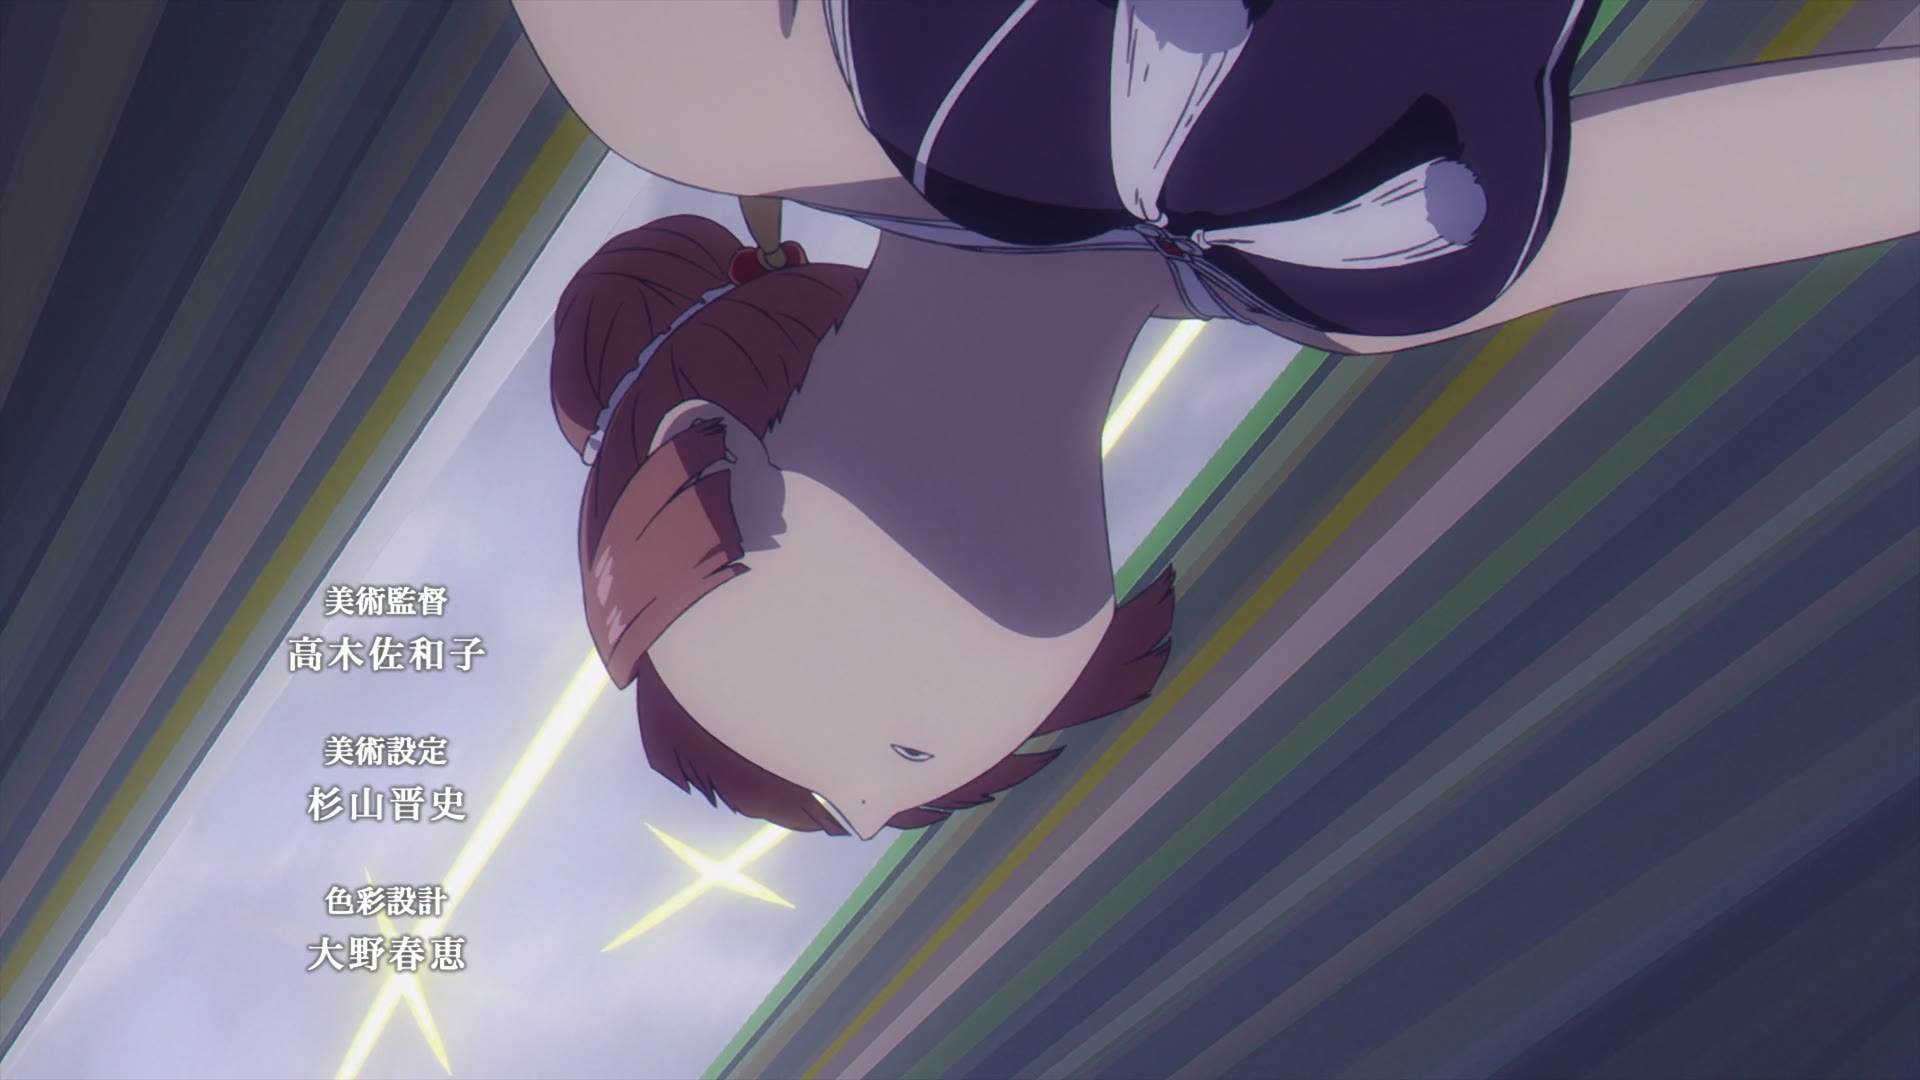 美術監督
高木佐和子
美術設定
杉山晋史
色彩設計
大野春恵